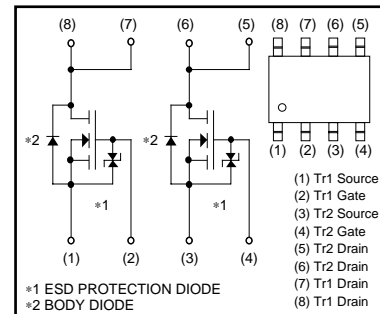 (8) (7) (6) (5)
(8) (7) (6) (5)
∗2 ∗2
∗1 ∗1
(1) (2) (3) (4)
(1) (2) (3) (4)
(1) Tr1 Source
(2) Tr1 Gate
(3) Tr2 Source
(4) Tr2 Gate
(5) Tr2 Drain
(6) Tr2 Drain
(7) Tr1 Drain
(8) Tr1 Drain
∗1 ESD PROTECTION DIODE
∗2 BODY DIODE